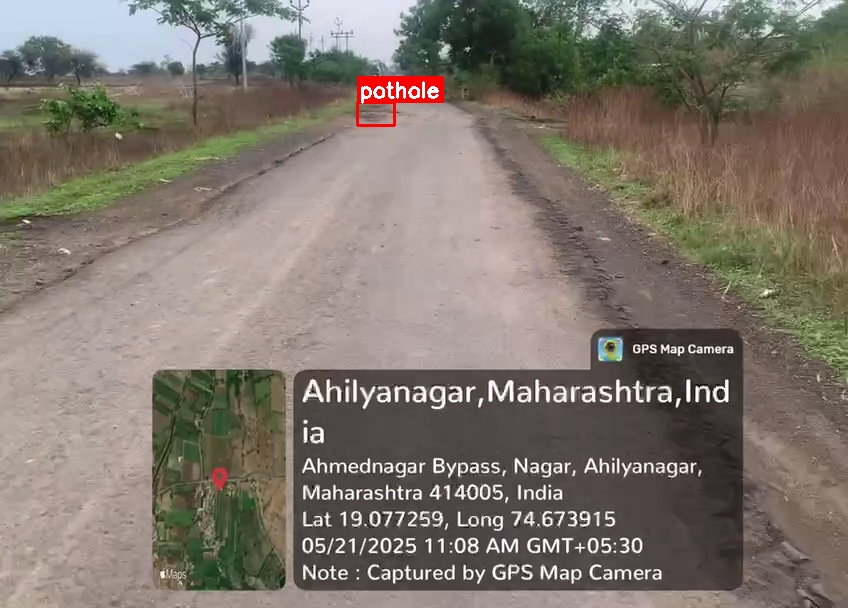 pothole
GPS Map Camera
Ahilyanagar,Maharashtra,Ind
ia
Ahmednagar Bypass, Nagar, Ahilyanagar,
Maharashtra 414005, India
Lat 19.077259, Long 74.673915
05/21/2025 11:08 AM GMT+05:30
Note : Captured by GPS Map Camera
Maps